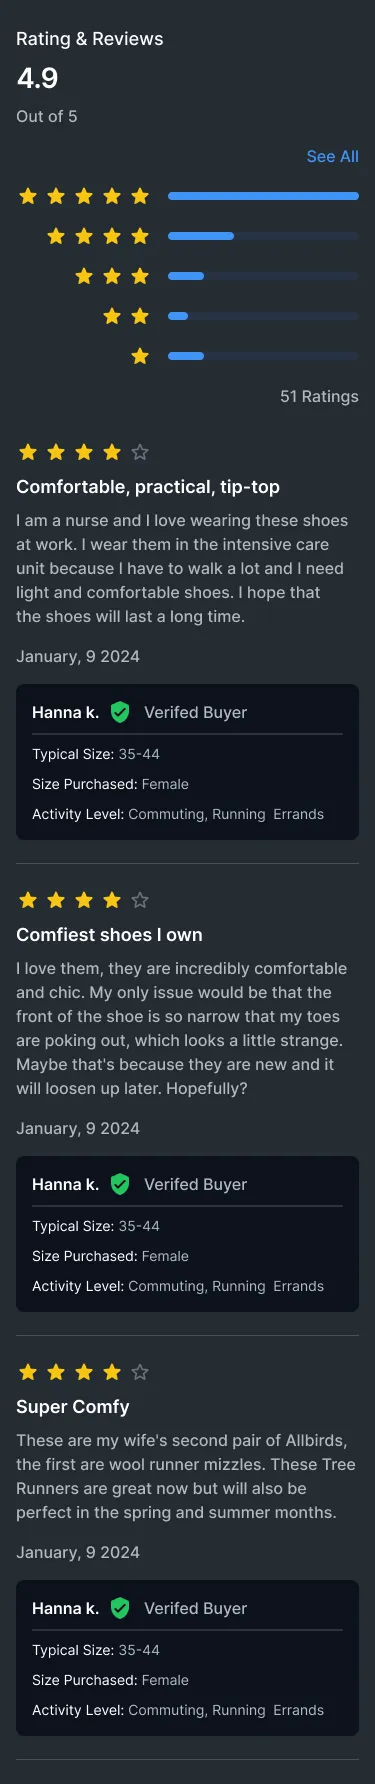 Rating & Reviews
4.9
Out of 5
See All
51 Ratings
Comfortable, practical, tip-top
I am a nurse and I love wearing these shoes
at work. I wear them in the intensive care
unit because I have to walk a lot and I need
light and comfortable shoes. I hope that
the shoes will last a long time.
January, 9 2024
Hanna k. Verifed Buyer
Typical Size: 35-44
Size Purchased: Female
Activity Level: Commuting, Running Errands
Comfiest shoes I own
I love them, they are incredibly comfortable
and chic. My only issue would be that the
front of the shoe is so narrow that my toes
are poking out, which looks a little strange.
Maybe that's because they are new and it
will loosen up later. Hopefully?
January, 9 2024
Hanna k. Verifed Buyer
Typical Size: 35-44
Size Purchased: Female
Activity Level: Commuting, Running Errands
Super Comfy
These are my wife's second pair of Allbirds,
the first are wool runner mizzles. These Tree
Runners are great now but will also be
perfect in the spring and summer months.
January, 9 2024
Hanna k. Verifed Buyer
Typical Size: 35-44
Size Purchased: Female
Activity Level: Commuting, Running Errands